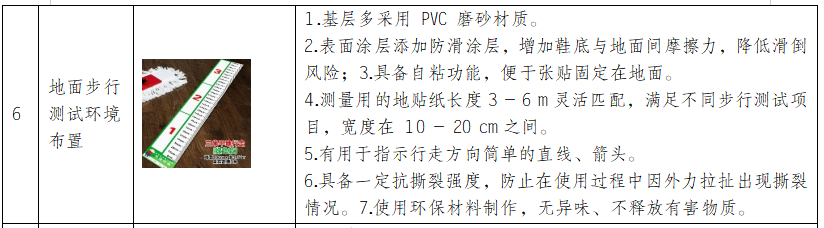 6
地面步行
测试环境
布置
1
2
3
1.基层多采用 PVC 磨砂材质。
2.表面涂层添加防滑涂层，增加鞋底与地面间摩擦力，降低滑倒
风险；3.具备自粘功能，便于张贴固定在地面。
4.测量用的地贴纸长度 3 - 6 m 灵活匹配，满足不同步行测试项
目，宽度在 10 - 20 cm 之间。
5.有用于指示行走方向简单的直线、箭头。
6.具备一定抗撕裂强度，防止在使用过程中因外力拉扯出现撕裂
情况。7.使用环保材料制作，无异味、不释放有害物质。